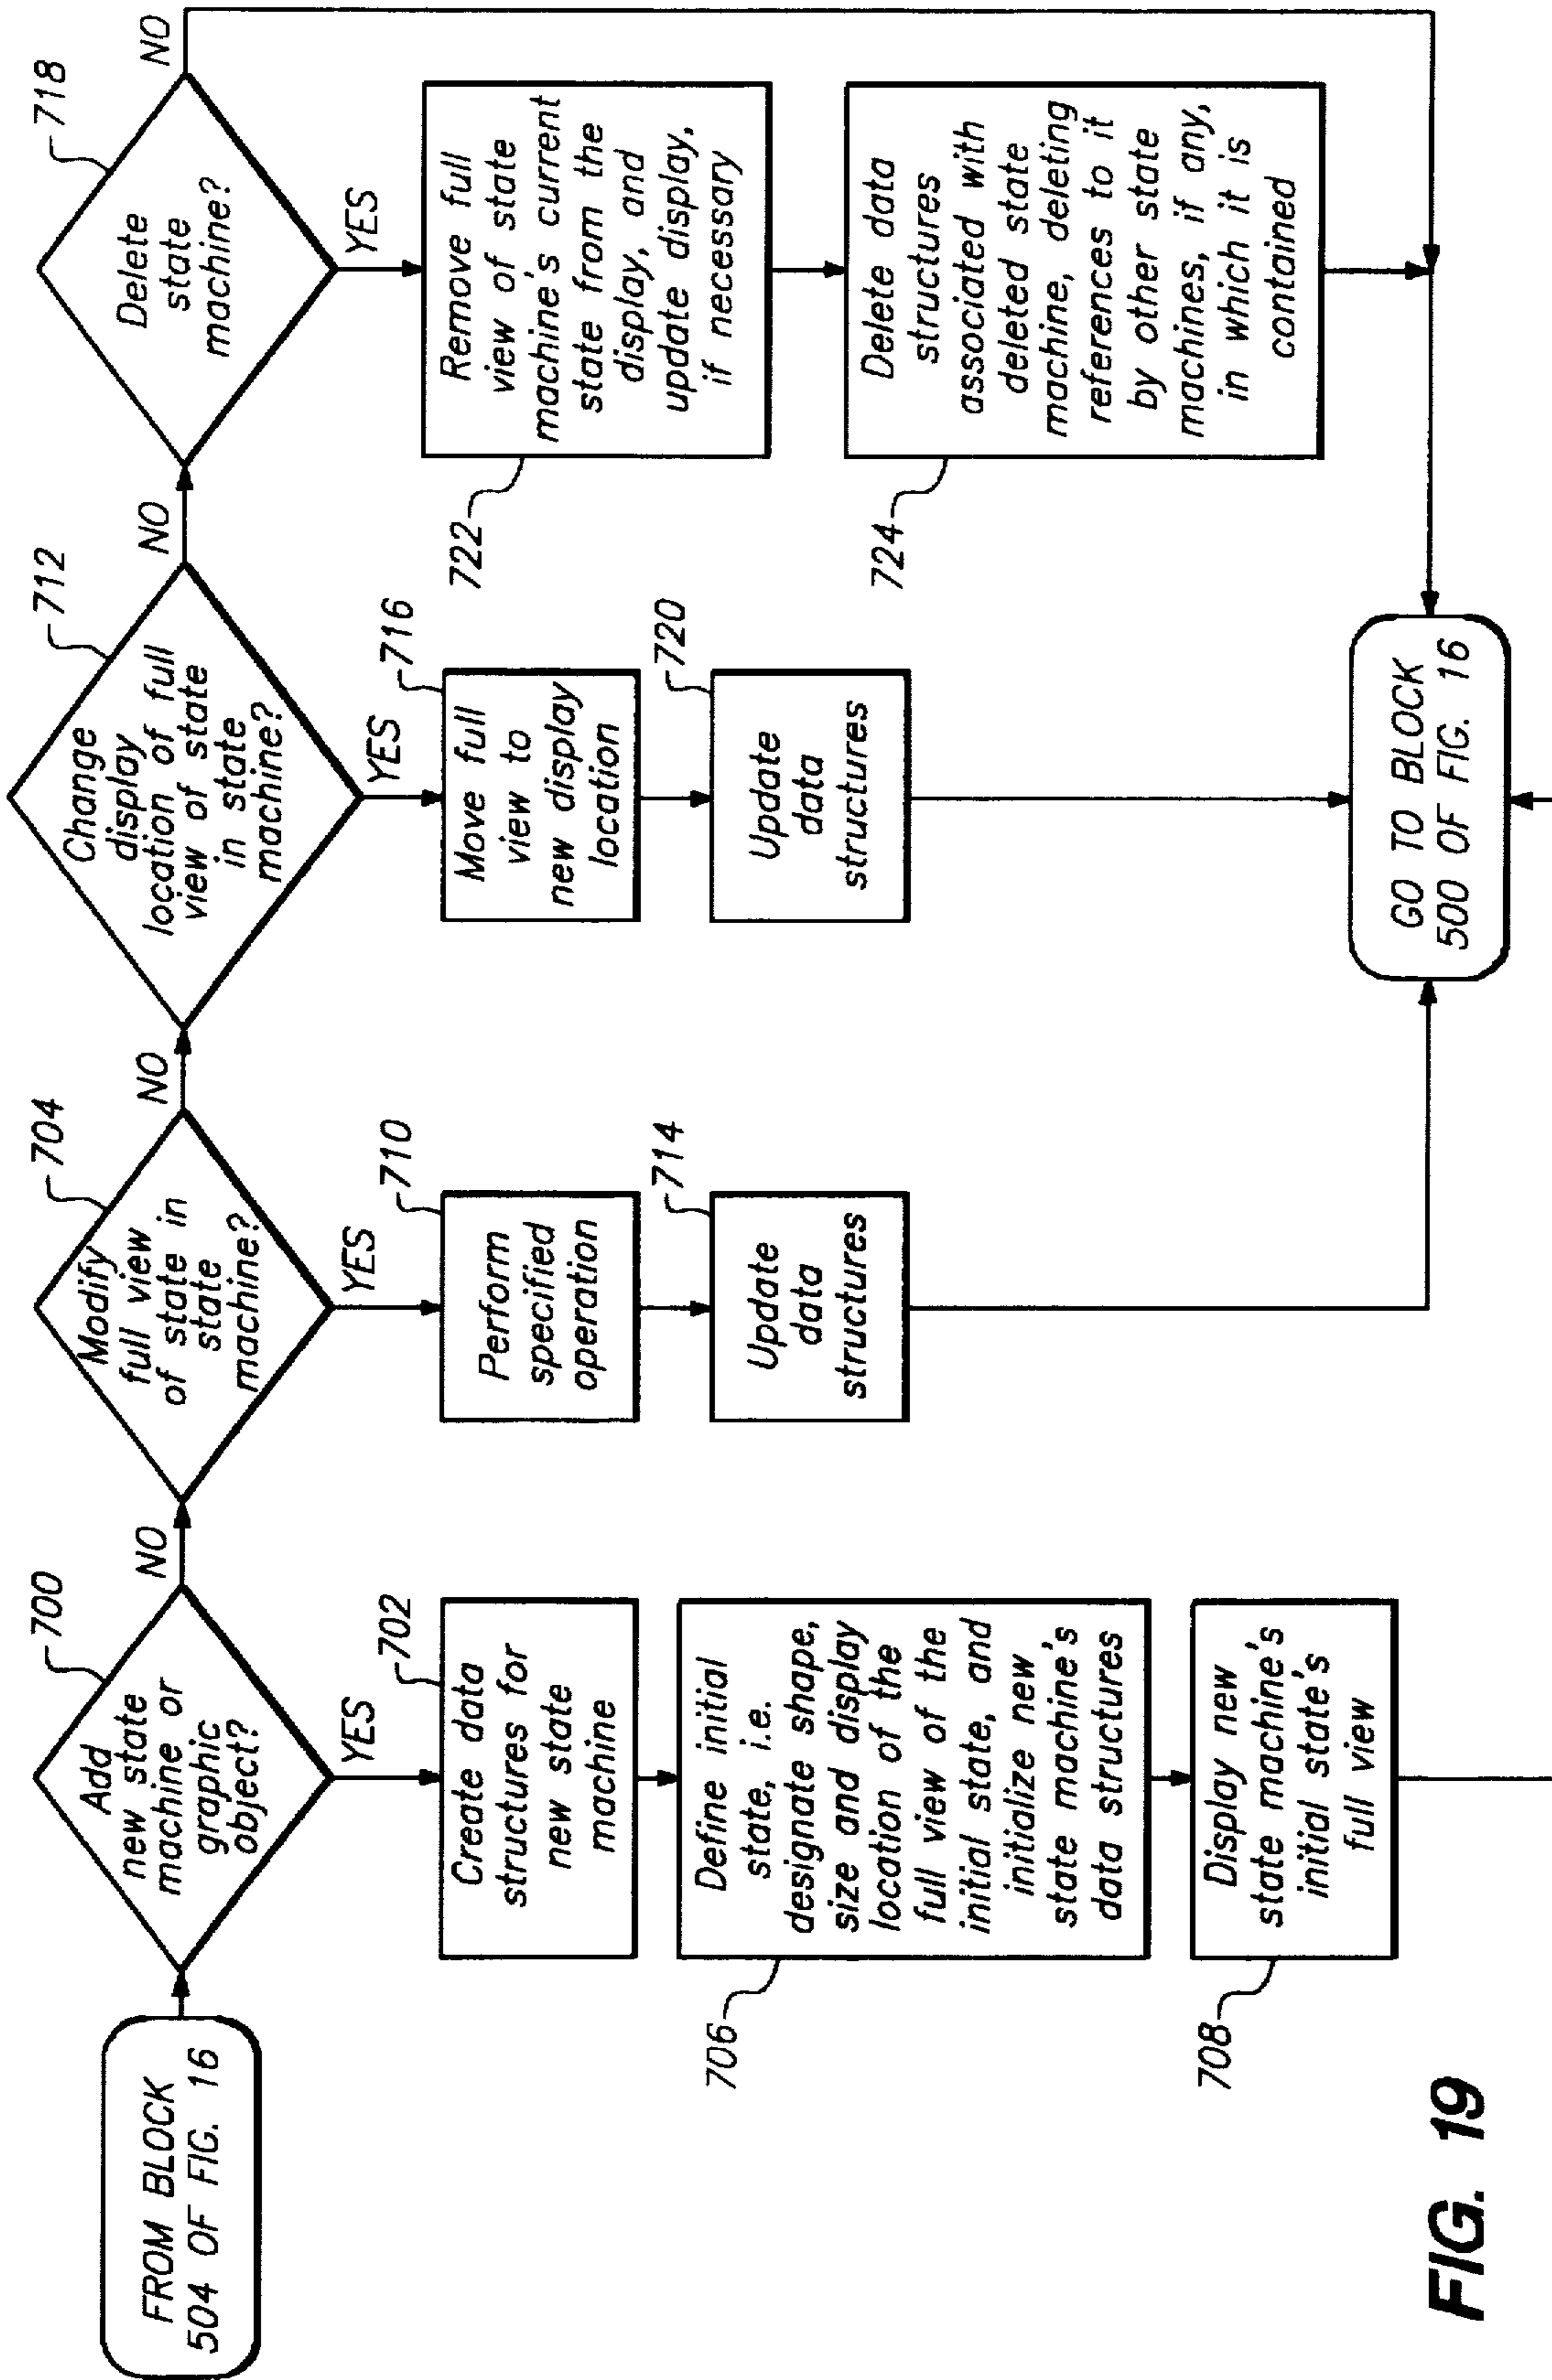 FROM BLOCK
504 OF FIG. 16
700
Add
new state
machine or
graphic
object?
NO
YES
702
Create data
structures for
new state
machine
706
Define initial
state, i.e.
designate shape,
size and display
location of the
full view of the
initial state, and
initialize new
state machine's
data structures
708
Display new
state machine's
initial state's
full view
704
Modify
full view
of state in
state
machine?
NO
YES
710
Perform
specified
operation
714
Update
data
structures
712
Change
display
location of full
view of state
in state
machine?
NO
YES
716
Move full
view to
new display
location
720
Update
data
structures
718
Delete
state
machine?
NO
YES
722
Remove full
view of state
machine's current
state from the
display, and
update display,
if necessary
724
Delete data
structures
associated with
deleted state
machine, deleting
references to it
by other state
machines, if any,
in which it is
contained
GO TO BLOCK
500 OF FIG. 16
FIG. 19